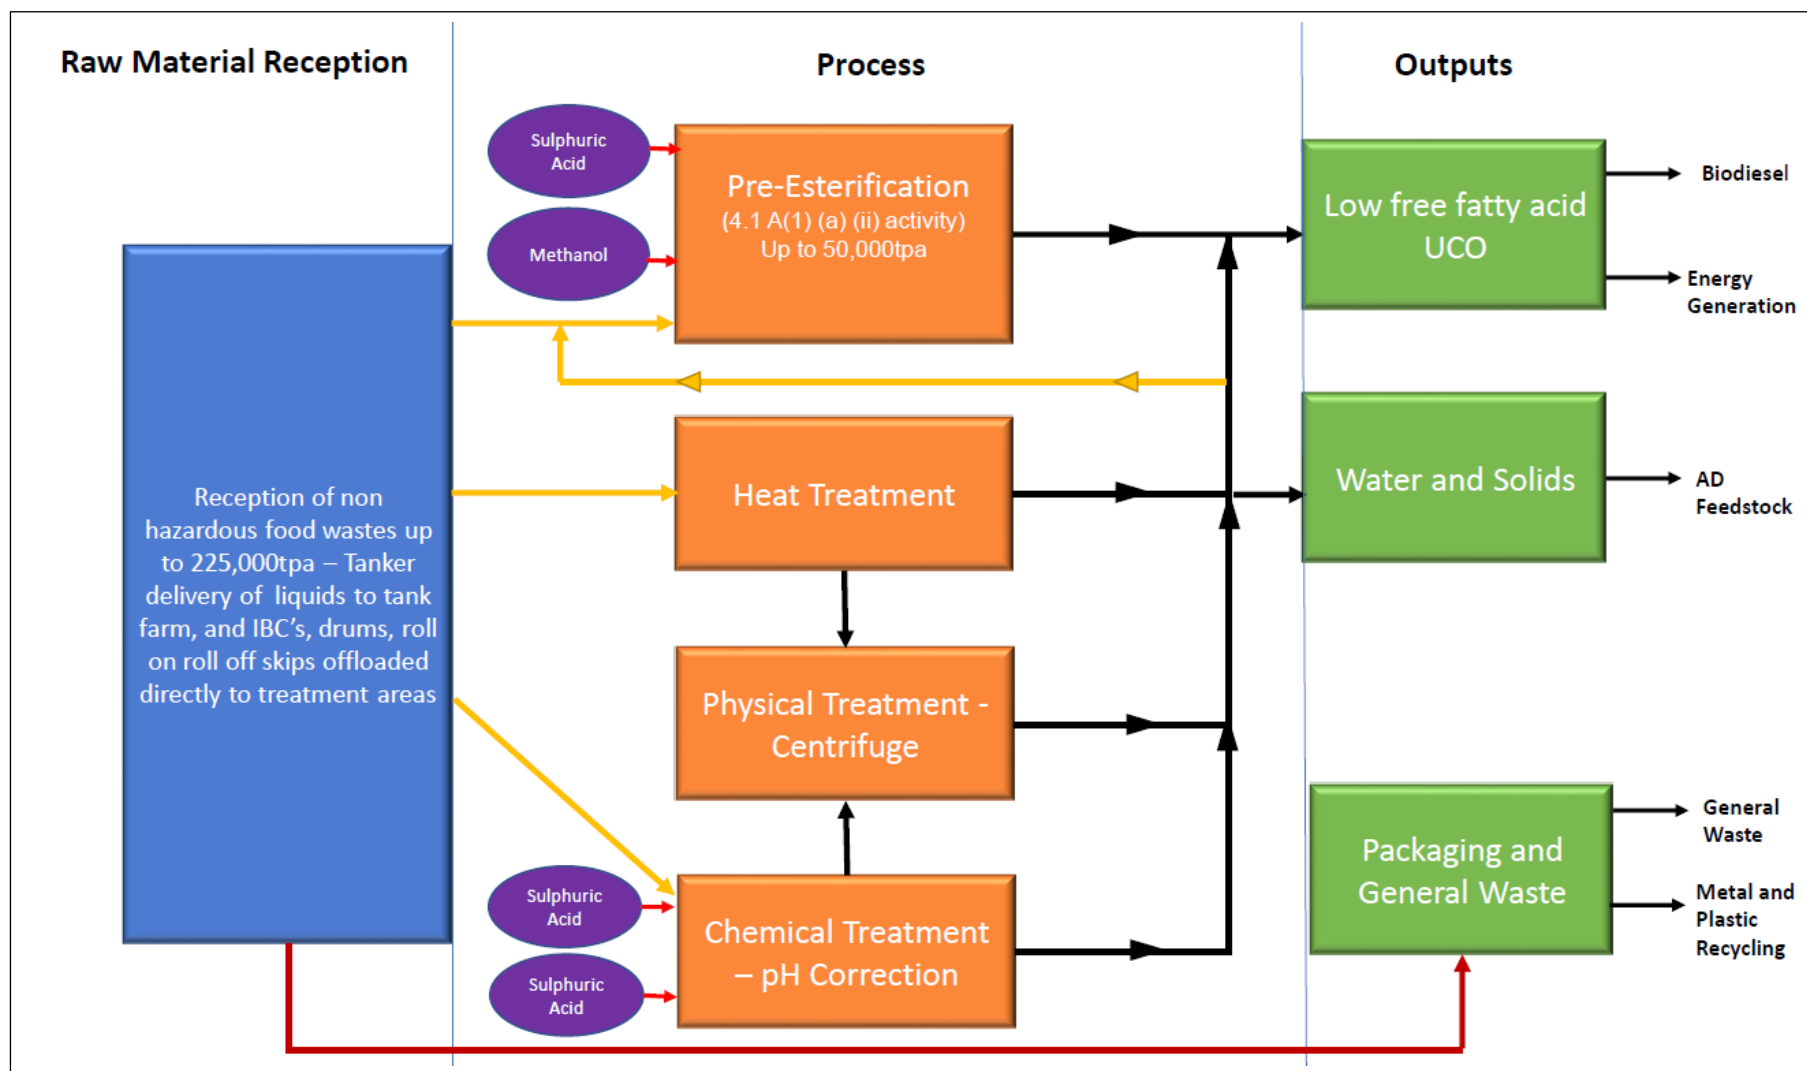 Raw Material Reception
Process
Outputs
Reception of non
hazardous food wastes up
to 225,000tpa – Tanker
delivery of liquids to tank
farm, and IBC's, drums, roll
on roll off skips offloaded
directly to treatment areas
Sulphuric
Acid
Methanol
Pre-Esterification
(4.1 A(1) (a) (ii) activity)
Up to 50,000tpa
Heat Treatment
Physical Treatment -
Centrifuge
Sulphuric
Acid
Sulphuric
Acid
Chemical Treatment
– pH Correction
Low free fatty acid
UCO
Biodiesel
Energy
Generation
Water and Solids
AD
Feedstock
Packaging and
General Waste
General
Waste
Metal and
Plastic
Recycling